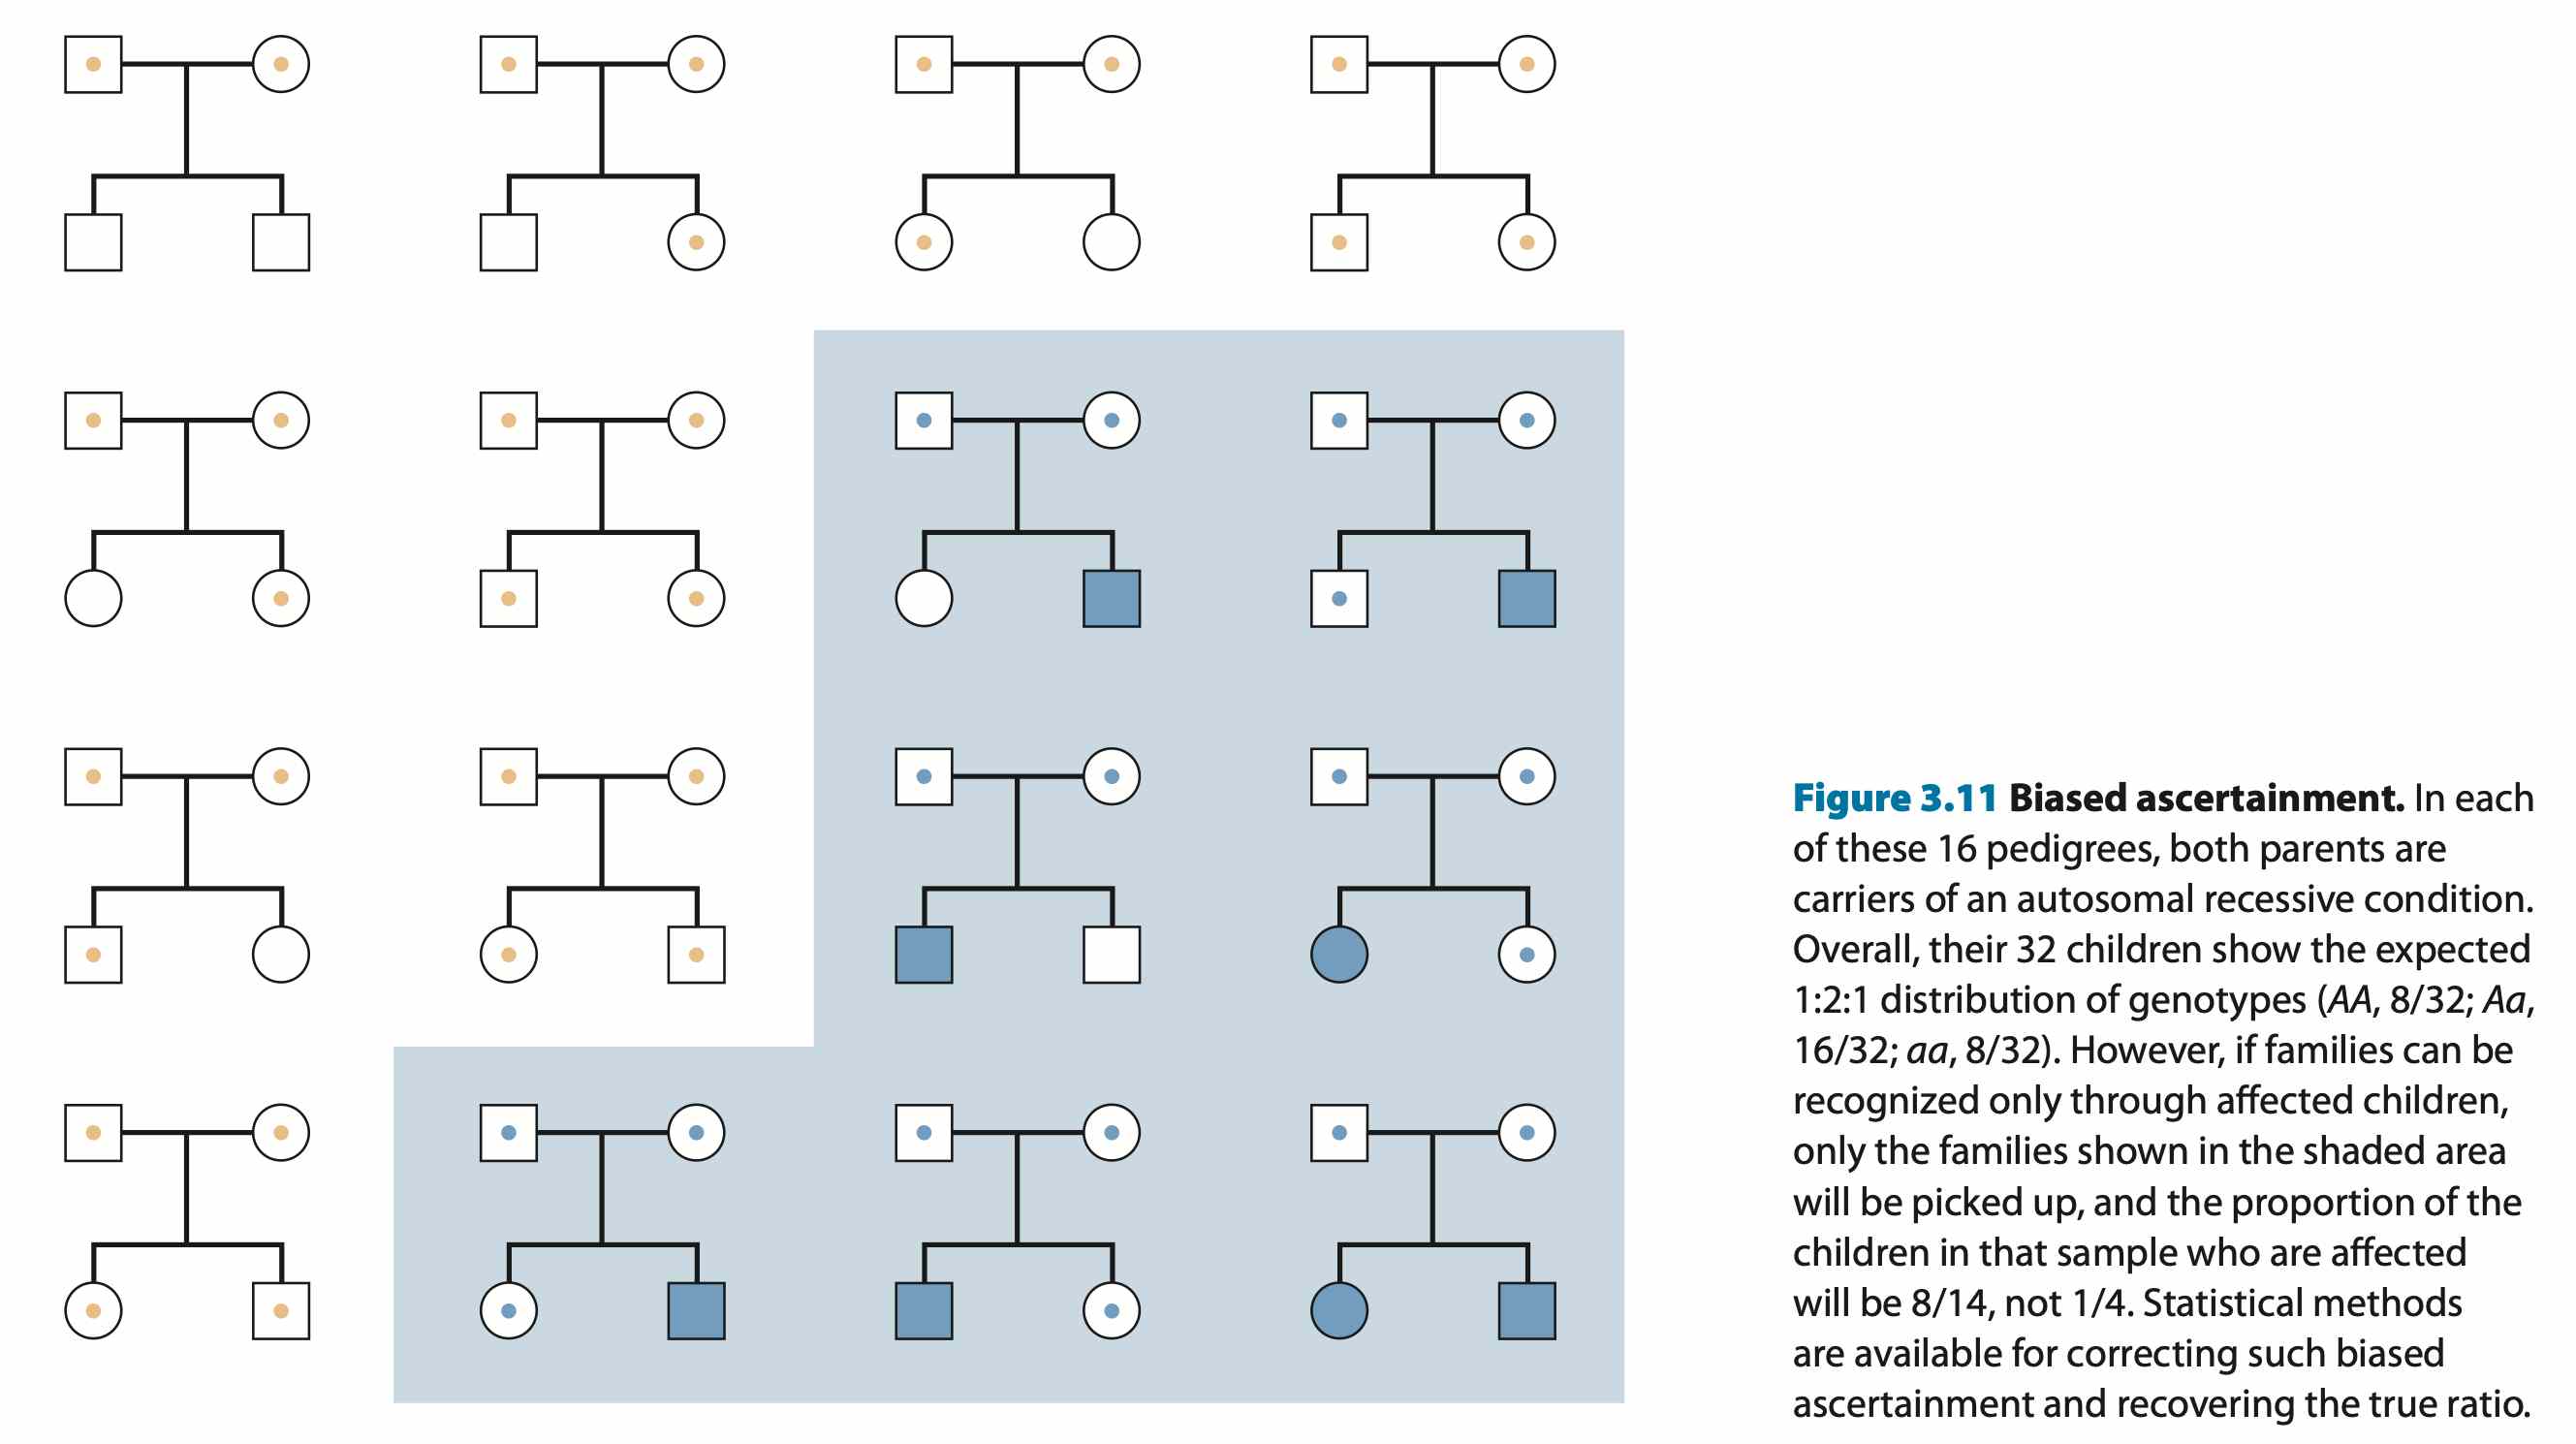 Figure 3.11 Biased ascertainment. In each
of these 16 pedigrees, both parents are
carriers of an autosomal recessive condition.
Overall, their 32 children show the expected
1:2:1 distribution of genotypes (AA, 8/32; Aa,
16/32; aa, 8/32). However, if families can be
recognized only through affected children,
only the families shown in the shaded area
will be picked up, and the proportion of the
children in that sample who are affected
will be 8/14, not 1/4. Statistical methods
are available for correcting such biased
ascertainment and recovering the true ratio.